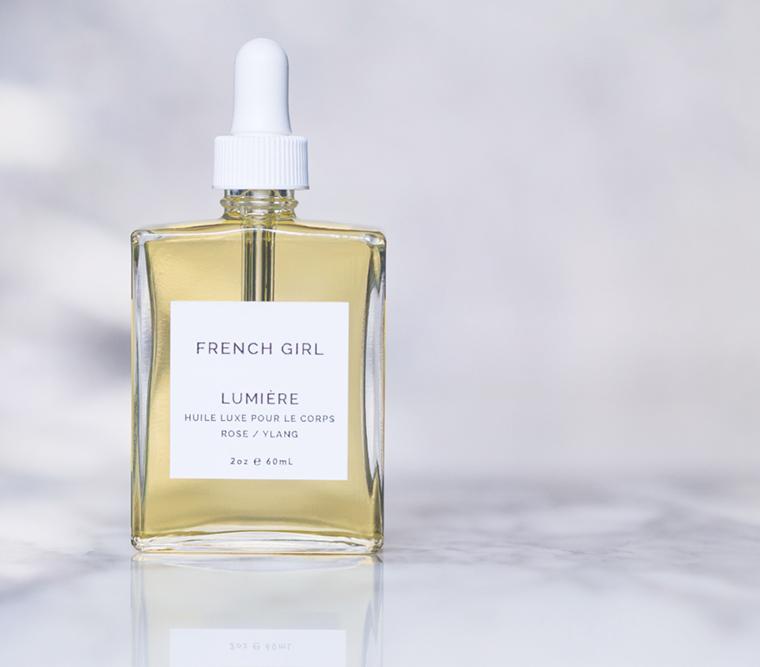 FRENCH GIRL
LUMIÈRE
HUILE LUXE POUR LE CORPS
ROSE / YLANG
2oz ℮ 60mL